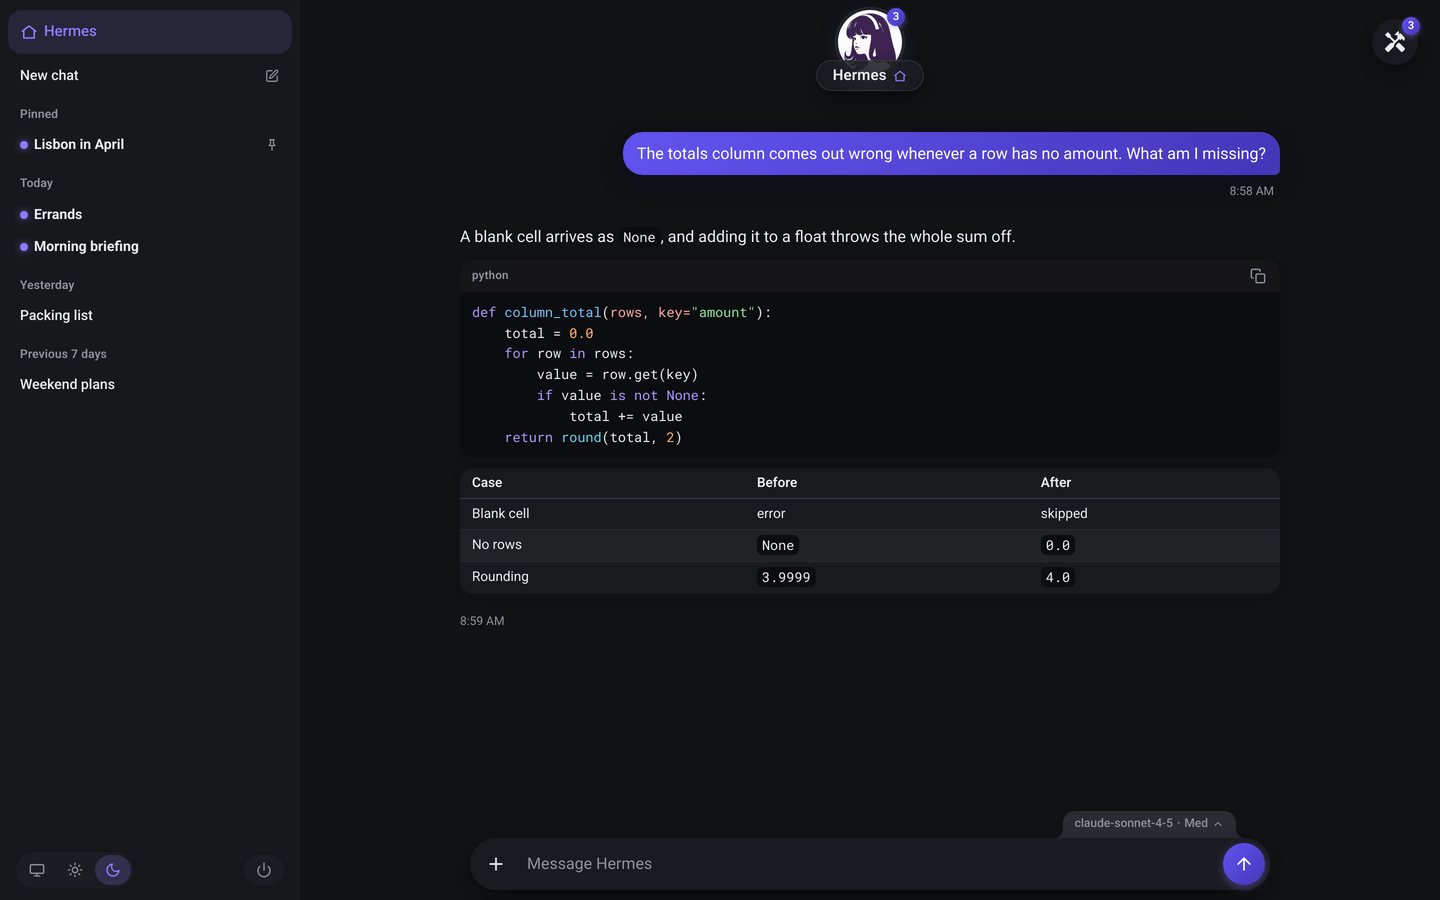 Hermes
New chat
Pinned
Lisbon in April
Today
Errands
Morning briefing
Yesterday
Packing list
Previous 7 days
Weekend plans
3
Hermes
3
The totals column comes out wrong whenever a row has no amount. What am I missing?
8:58 AM
A blank cell arrives as None, and adding it to a float throws the whole sum off.
python
def column_total(rows, key="amount"):
    total = 0.0
    for row in rows:
        value = row.get(key)
        if value is not None:
            total += value
    return round(total, 2)
Case Before After
Blank cell error skipped
No rows None 0.0
Rounding 3.9999 4.0
8:59 AM
claude-sonnet-4-5 · Med
Message Hermes